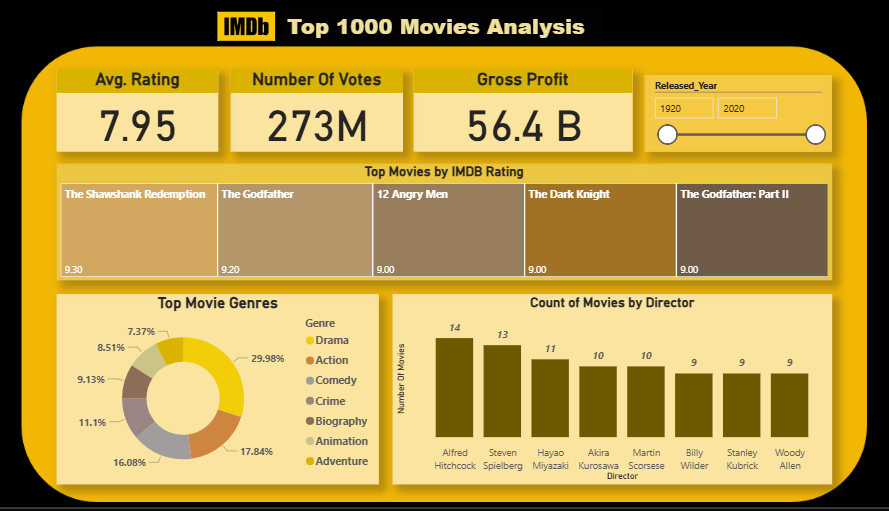 IMDb Top 1000 Movies Analysis
Avg. Rating
7.95
Number Of Votes
273M
Gross Profit
56.4 B
Released_Year
1920 2020
Top Movies by IMDB Rating
The Shawshank Redemption
9.30
The Godfather
9.20
12 Angry Men
9.00
The Dark Knight
9.00
The Godfather: Part II
9.00
Top Movie Genres
29.98%
17.84%
16.08%
11.1%
9.13%
8.51%
7.37%
Genre
Drama
Action
Comedy
Crime
Biography
Animation
Adventure
Count of Movies by Director
Number Of Movies
14
13
11
10
10
9
9
9
Alfred
Hitchcock
Steven
Spielberg
Hayao
Miyazaki
Akira
Kurosawa
Martin
Scorsese
Billy
Wilder
Stanley
Kubrick
Woody
Allen
Director